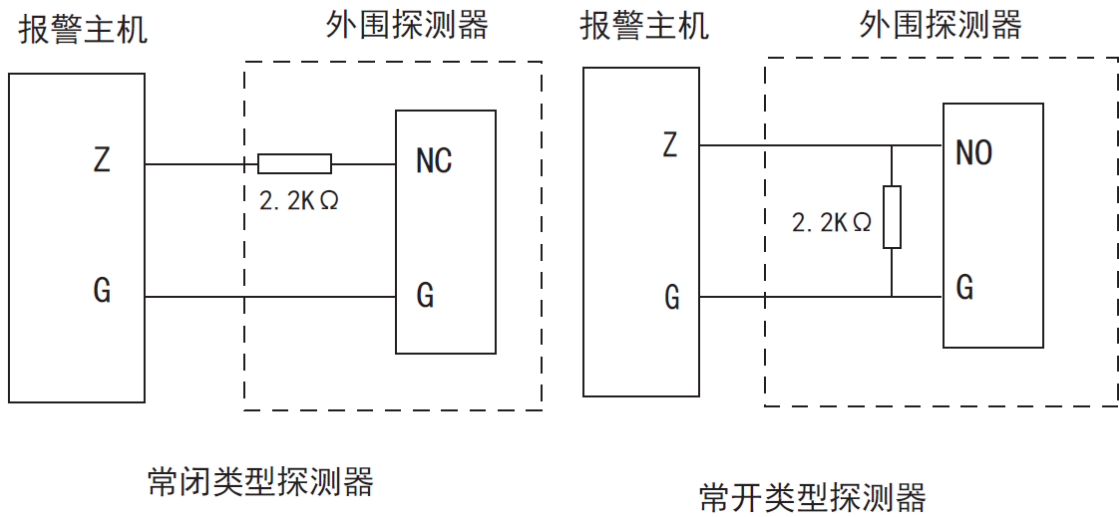 报警主机
外围探测器
Z
NC
2.2KΩ
G
G
常闭类型探测器
报警主机
外围探测器
Z
NO
2.2KΩ
G
G
常开类型探测器